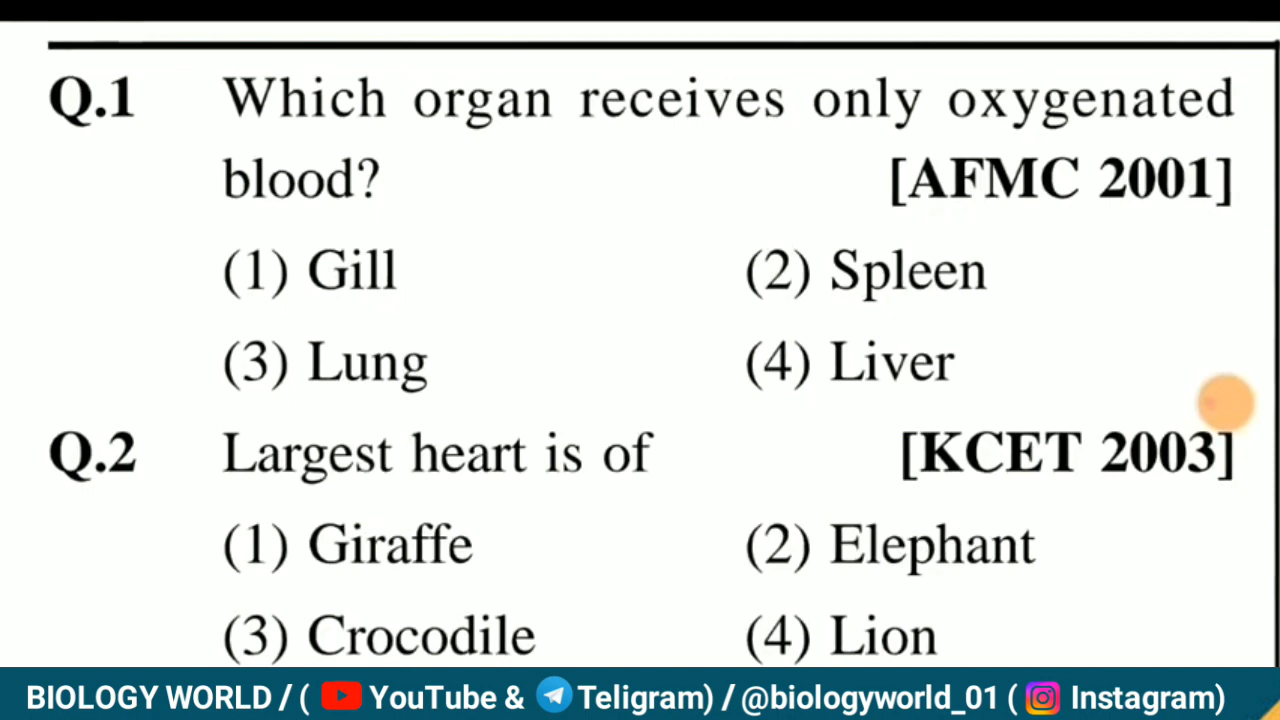 Q.1 Which organ receives only oxygenated
blood? [AFMC 2001]
(1) Gill (2) Spleen
(3) Lung (4) Liver
Q.2 Largest heart is of [KCET 2003]
(1) Giraffe (2) Elephant
(3) Crocodile (4) Lion
BIOLOGY WORLD / ( YouTube & Teligram) / @biologyworld_01 ( Instagram)